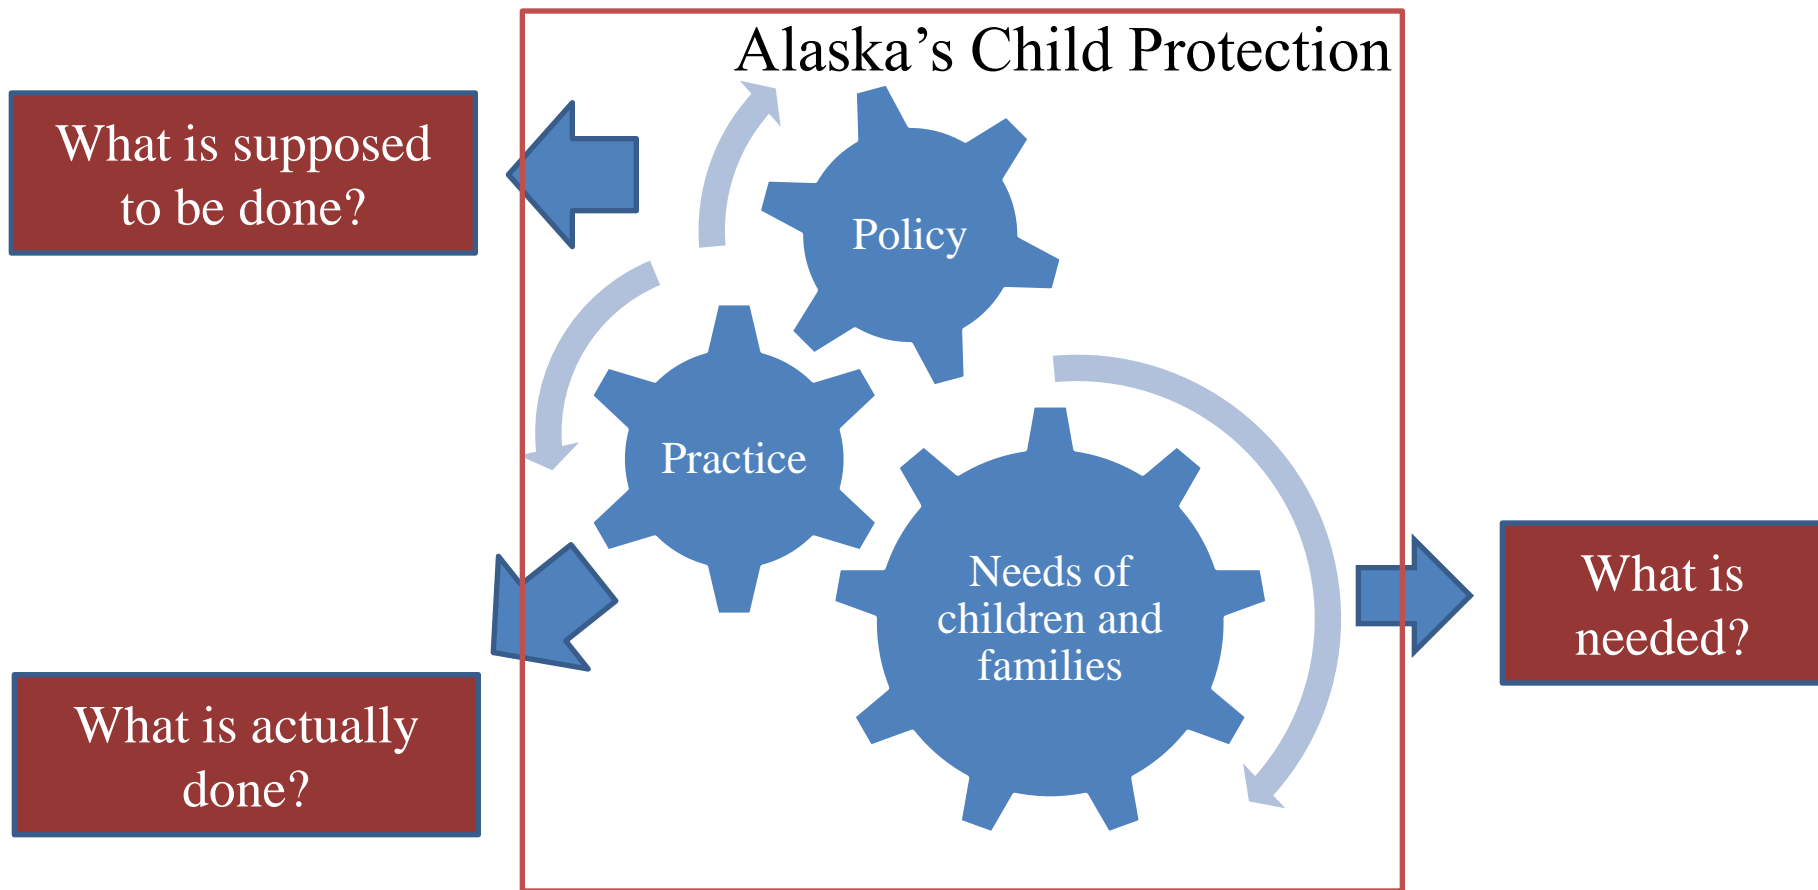 Alaska’s Child Protection
What is supposed
to be done?
Policy
Practice
Needs of
children and
families
What is
needed?
What is actually
done?